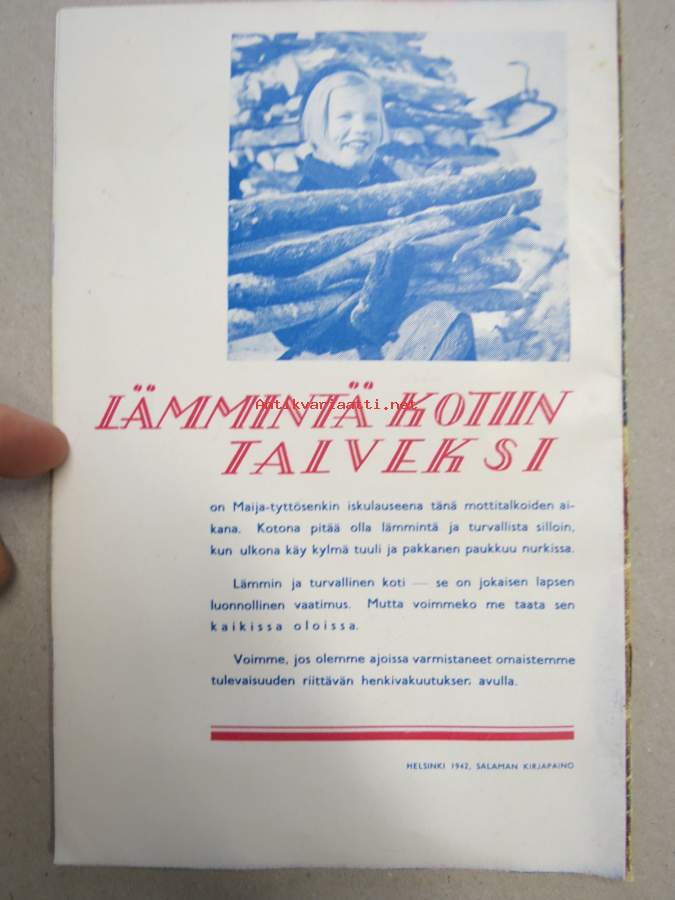 LÄMMINTÄ KOTIIN
Antikvariaatti.net
TALVEKSI
on Maija-tyttösenkin iskulauseena tänä mottitalkoiden ai-
kana. Kotona pitää olla lämmintä ja turvallista silloin,
kun ulkona käy kylmä tuuli ja pakkanen paukkuu nurkissa.
Lämmin ja turvallinen koti — se on jokaisen lapsen
luonnollinen vaatimus. Mutta voimmeko me taata sen
kaikissa oloissa.
Voimme, jos olemme ajoissa varmistaneet omaistemme
tulevaisuuden riittävän henkivakuutuksen avulla.
HELSINKI 1942, SALAMAN KIRJAPAINO